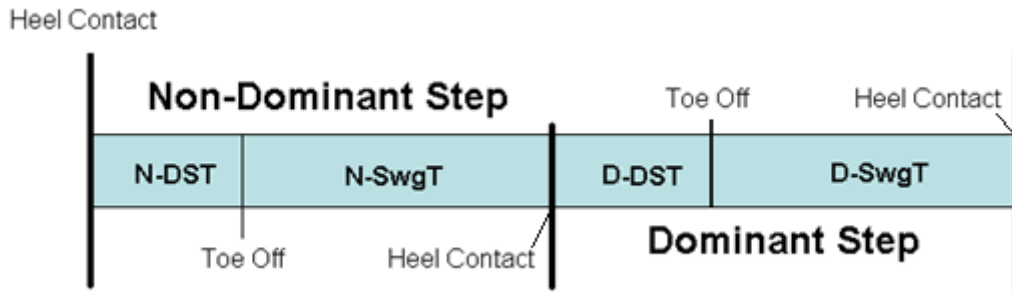 Heel Contact
Non-Dominant Step
Toe Off
Heel Contact
N-DST
N-SwgT
D-DST
D-SwgT
Toe Off
Heel Contact
Dominant Step